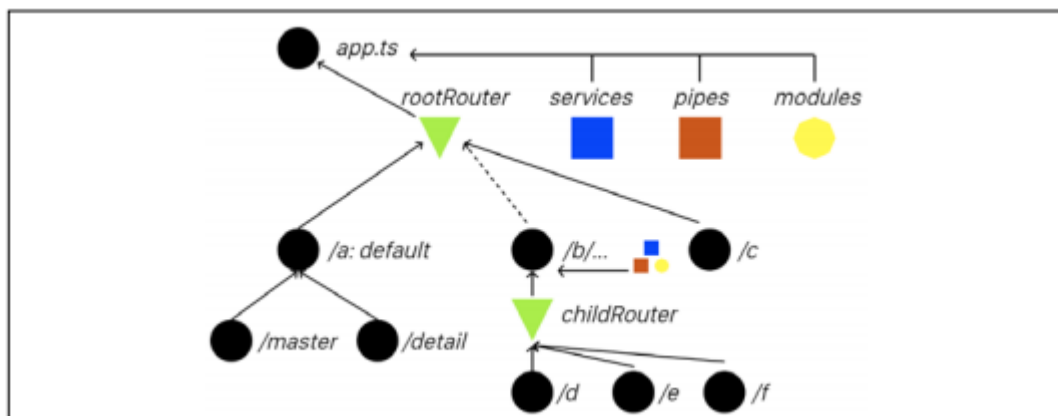 app.ts
rootRouter
services
pipes
modules
/a: default
/b/...
/c
/master
/detail
childRouter
/d
/e
/f